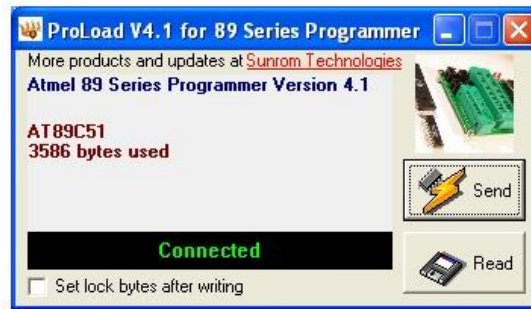 ProLoad V4.1 for 89 Series Programmer
More products and updates at Sunrom Technologies
Atmel 89 Series Programmer Version 4.1
AT89C51
3586 bytes used
Send
Connected
Read
Set lock bytes after writing